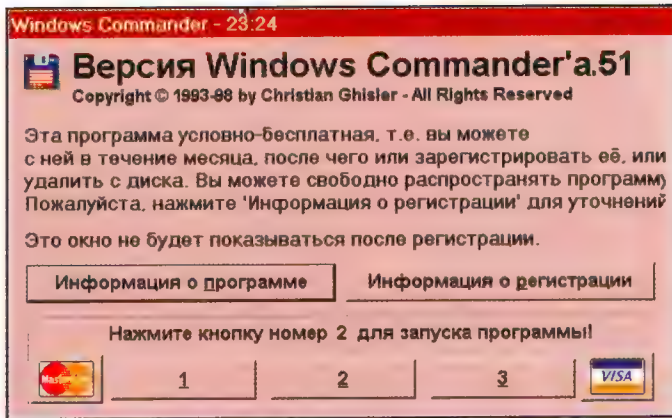 Windows Commander - 23:24
Версия Windows Commander'a.51
Copyright © 1993-98 by Christian Ghisler - All Rights Reserved
Эта программа условно-бесплатная, т.е. вы можете
с ней в течение месяца, после чего или зарегистрировать её, или
удалить с диска. Вы можете свободно распространять программу
Пожалуйста, нажмите 'Информация о регистрации' для уточнений
Это окно не будет показываться после регистрации.
Информация о программе Информация о регистрации
Нажмите кнопку номер 2 для запуска программы!
1 2 3 VISA